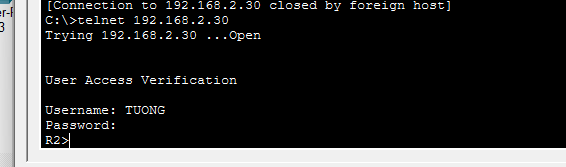 [Connection to 192.168.2.30 closed by foreign host]
C:\>telnet 192.168.2.30
Trying 192.168.2.30 ...Open
User Access Verification
Username: TUONG
Password:
R2>